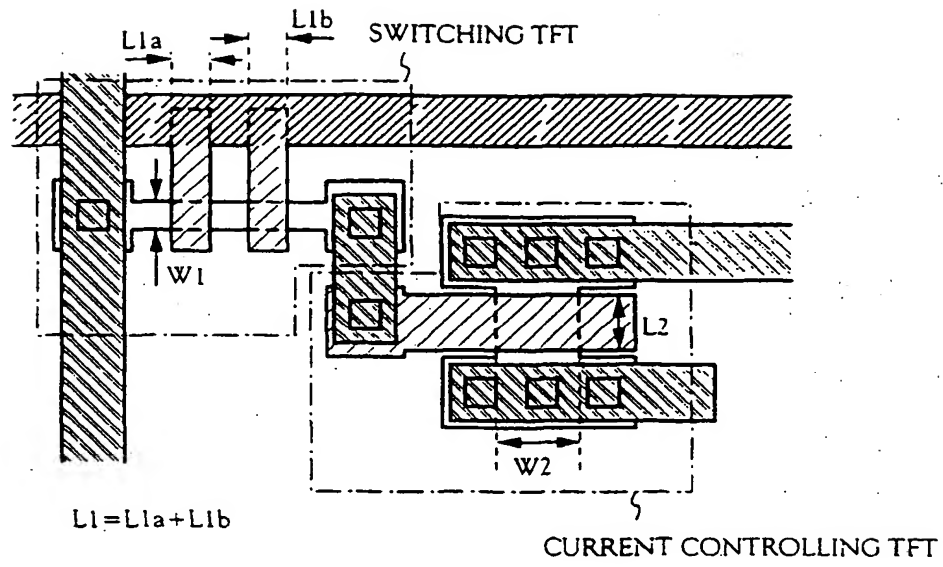 L1b
L1a
SWITCHING TFT
W1
L2
W2
L1=L1a+L1b
CURRENT CONTROLLING TFT